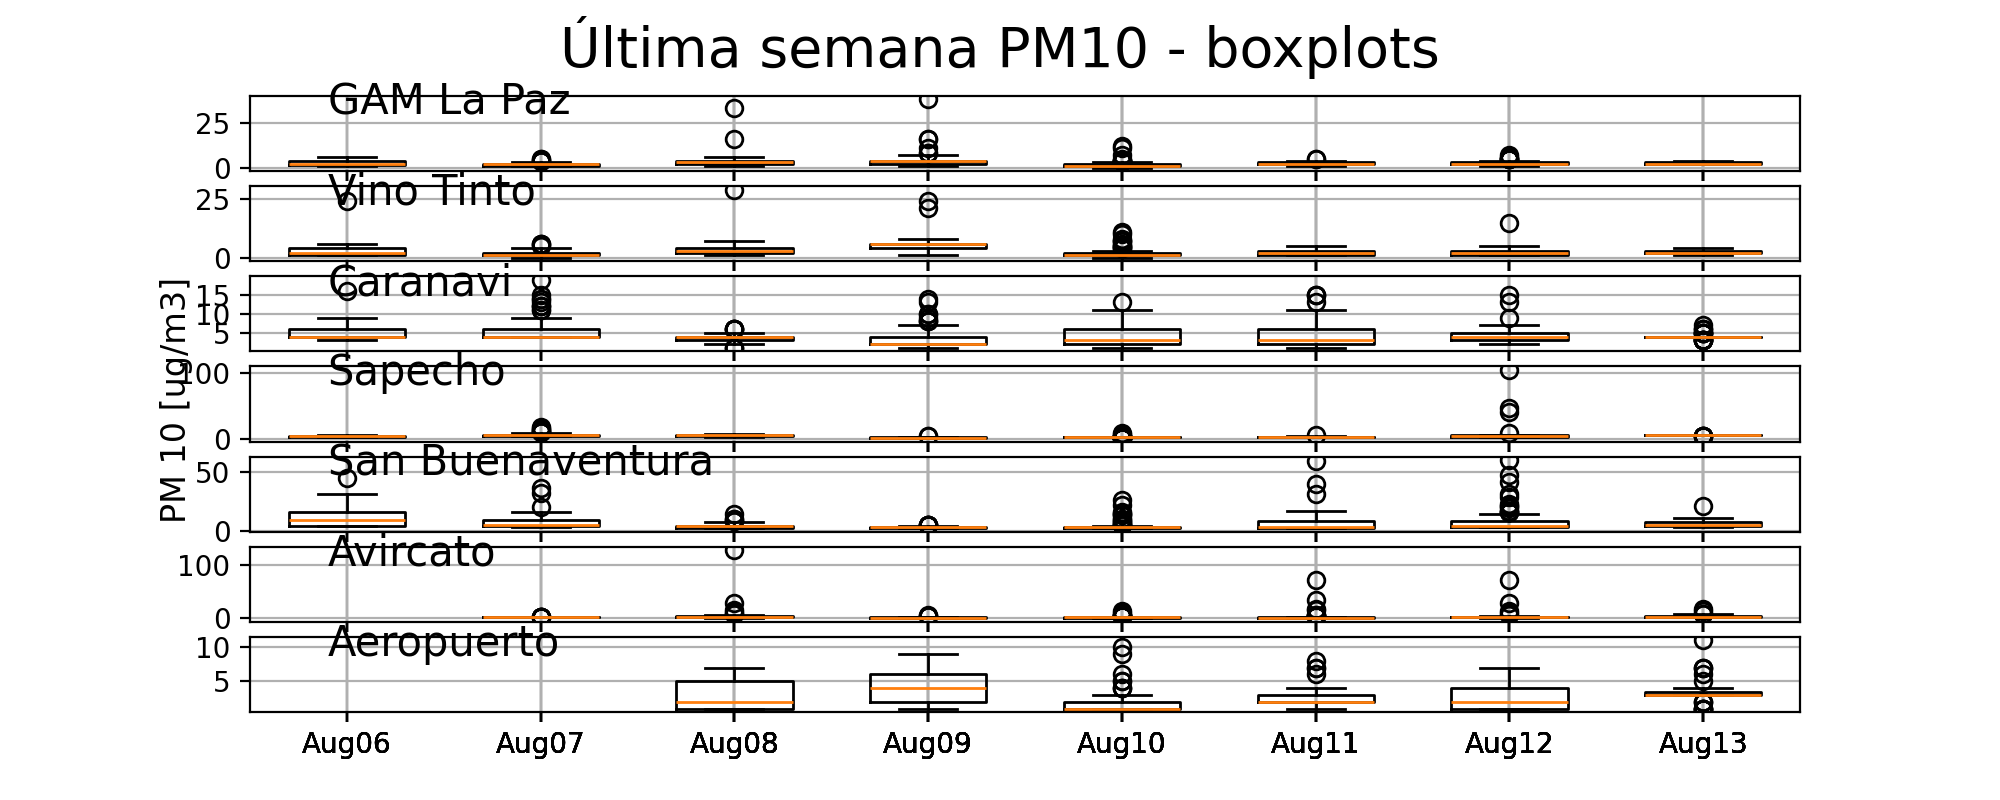 Última semana PM10 - boxplots
GAM La Paz
25
0
Vino Tinto
25
0
Caranavi
15
10
5
PM 10 [ug/m3]
Sapecho
100
0
San Buenaventura
50
0
Avircato
100
0
Aeropuerto
10
5
Aug06 Aug07 Aug08 Aug09 Aug10 Aug11 Aug12 Aug13